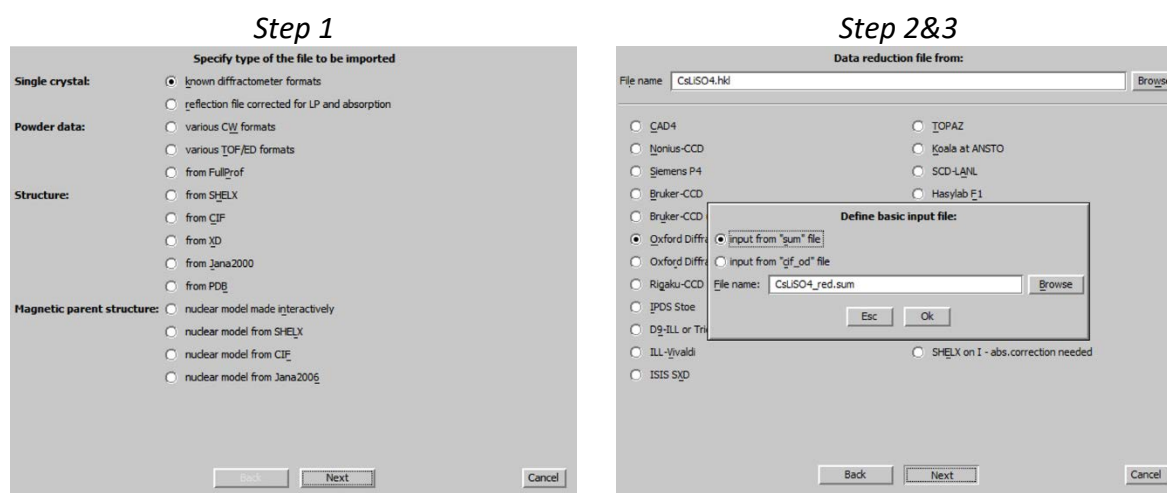 Step 1
Specify type of the file to be imported
Single crystal: known diffractometer formats
reflection file corrected for LP and absorption
Powder data: various CW formats
various TOF/ED formats
from FullProf
Structure: from SHELX
from CIF
from XD
from Jana2000
from PDB
Magnetic parent structure: nuclear model made interactively
nuclear model from SHELX
nuclear model from CIF
nuclear model from Jana2006
Back Next Cancel
Step 2&3
Data reduction file from:
File name CsLiSO4.hkl Browse
CAD4 TOPAZ
Nonius-CCD Koala at ANSTO
Siemens P4 SCD-LANL
Bruker-CCD Hasylab F1
Bruker-CCD
Oxford Diffra
Oxford Diffra
Rigaku-CCD
IPDS Stoe
D9-ILL or Tri
ILL-Vivaldi SHELX on I - abs.correction needed
ISIS SXD
Define basic input file:
input from "sum" file
input from "cif_od" file
File name: CsLiSO4_red.sum Browse
Esc Ok
Back Next Cancel